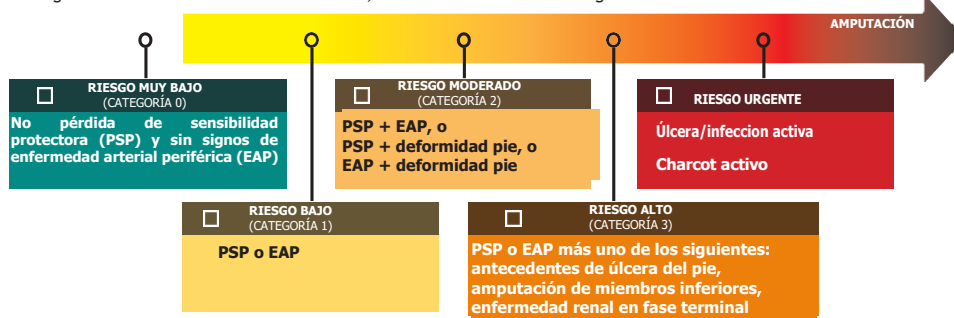 AMPUTACIÓN
RIESGO MUY BAJO
(CATEGORÍA 0)
No pérdida de sensibilidad
protectora (PSP) y sin signos de
enfermedad arterial periférica (EAP)
RIESGO MODERADO
(CATEGORÍA 2)
PSP + EAP, o
PSP + deformidad pie, o
EAP + deformidad pie
RIESGO URGENTE
Úlcera/infeccion activa
Charcot activo
RIESGO BAJO
(CATEGORÍA 1)
PSP o EAP
RIESGO ALTO
(CATEGORÍA 3)
PSP o EAP más uno de los siguientes:
antecedentes de úlcera del pie,
amputación de miembros inferiores,
enfermedad renal en fase terminal